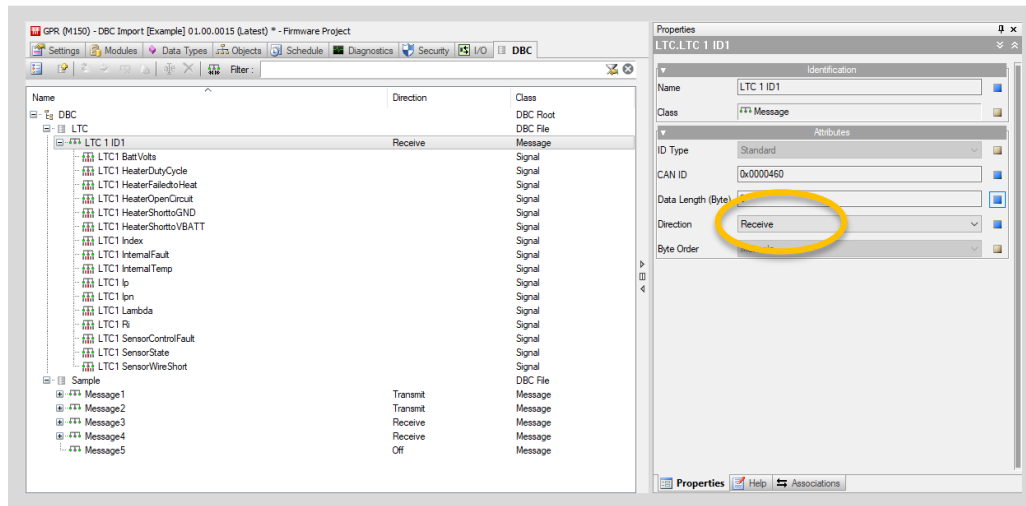 GPR (M150) - DBC Import [Example] 01.00.0015 (Latest) * - Firmware Project
Settings Modules Data Types Objects Schedule Diagnostics Security I/O DBC
Filter :
Name Direction Class
DBC DBC Root
LTC DBC File
LTC 1 ID1 Receive Message
LTC1 BattVolts Signal
LTC1 HeaterDutyCycle Signal
LTC1 HeaterFailedtoHeat Signal
LTC1 HeaterOpenCircuit Signal
LTC1 HeaterShorttoGND Signal
LTC1 HeaterShorttoVBATT Signal
LTC1 Index Signal
LTC1 InternalFault Signal
LTC1 InternalTemp Signal
LTC1 Ip Signal
LTC1 Ipn Signal
LTC1 Lambda Signal
LTC1 Ri Signal
LTC1 SensorControlFault Signal
LTC1 SensorState Signal
LTC1 SensorWireShort Signal
Sample DBC File
Message1 Transmit Message
Message2 Transmit Message
Message3 Receive Message
Message4 Receive Message
Message5 Off Message
Properties
LTC.LTC 1 ID1
Identification
Name LTC 1 ID1
Class Message
Attributes
ID Type Standard
CAN ID 0x0000460
Data Length (Byte)
Direction Receive
Byte Order
Properties Help Associations